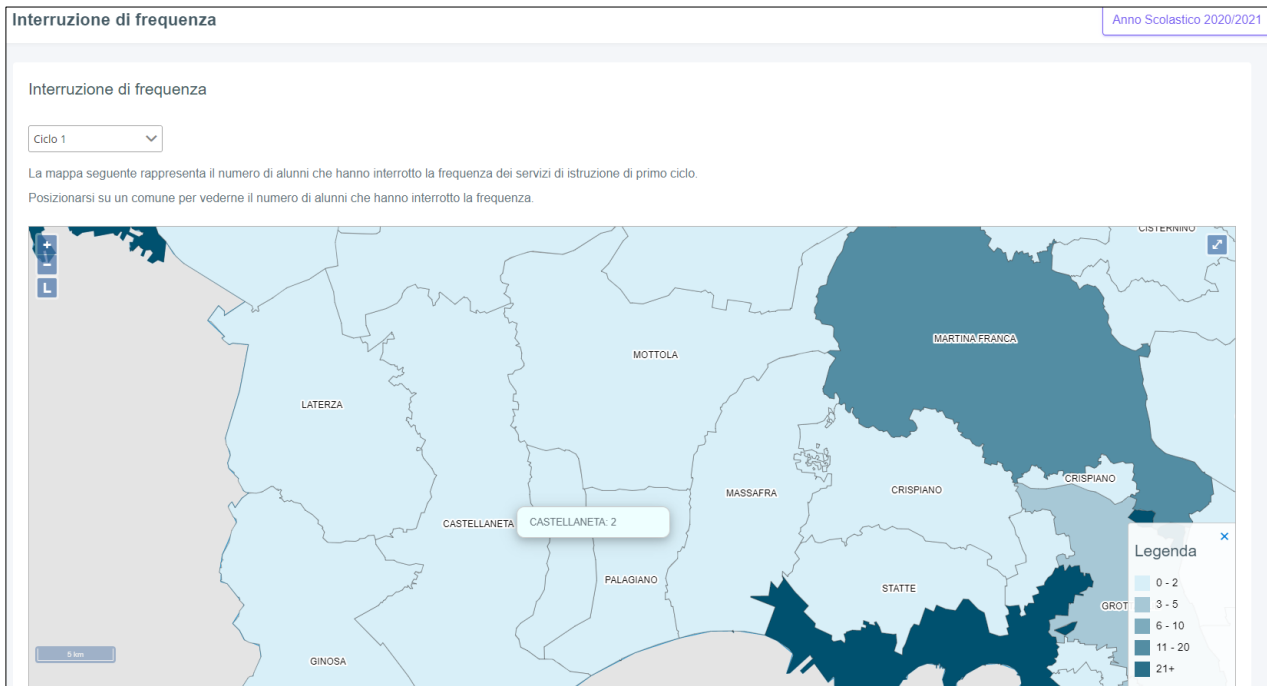 Interruzione di frequenza
Anno Scolastico 2020/2021
Interruzione di frequenza
Ciclo 1
La mappa seguente rappresenta il numero di alunni che hanno interrotto la frequenza dei servizi di istruzione di primo ciclo.
Posizionarsi su un comune per vederne il numero di alunni che hanno interrotto la frequenza.
CISTERNINO
+
−
L
MARTINA FRANCA
MOTTOLA
LATERZA
CRISPIANO
CRISPIANO
MASSAFRA
CASTELLANETA
CASTELLANETA: 2
Legenda
×
PALAGIANO
STATTE
0 - 2
3 - 5
GROT
6 - 10
11 - 20
21+
5 km
GINOSA